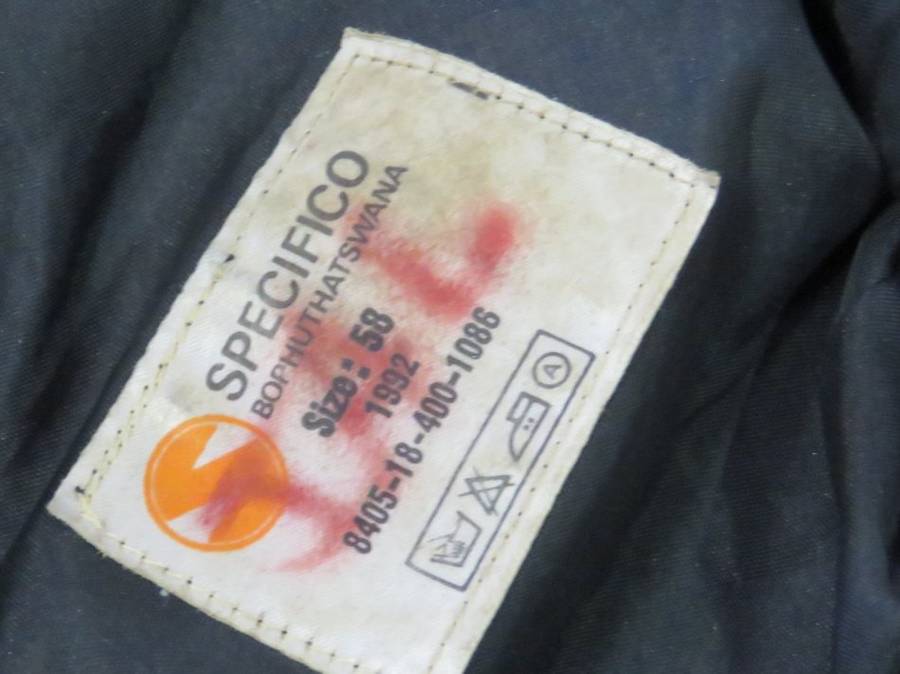 SPECIFICO
BOPHUTHATSWANA
Size: 58
1992
8405-18-400-1086
A